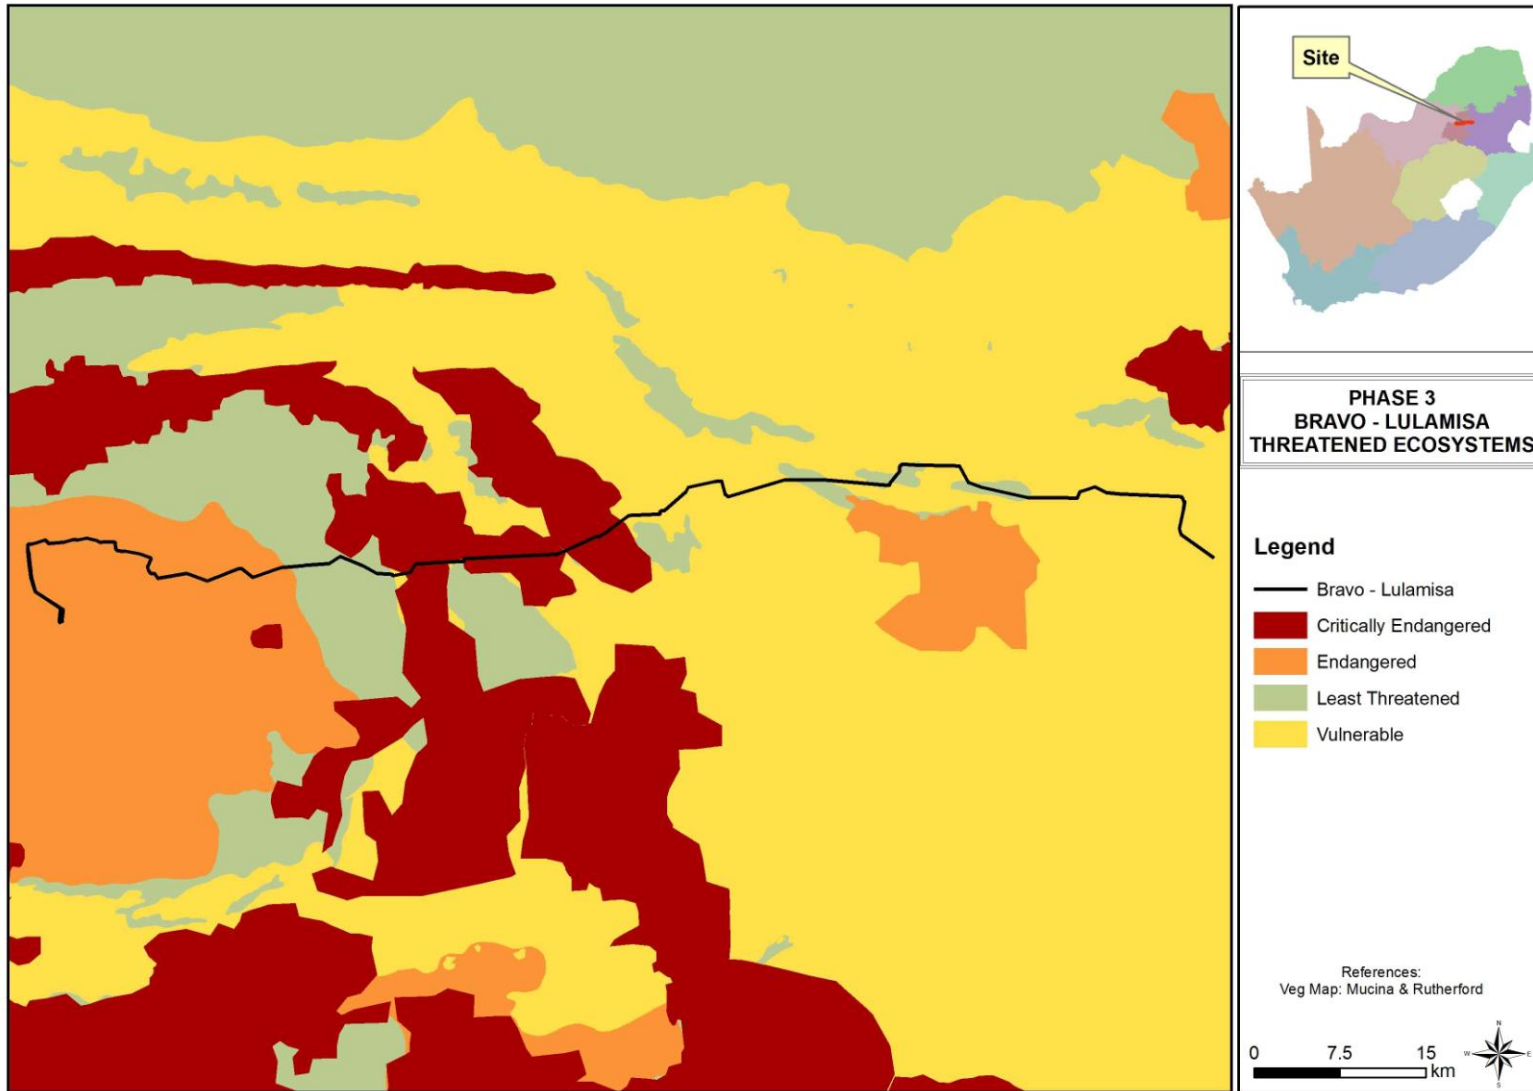 Site
PHASE 3
BRAVO - LULAMISA
THREATENED ECOSYSTEMS
Legend
Bravo - Lulamisa
Critically Endangered
Endangered
Least Threatened
Vulnerable
References:
Veg Map: Mucina & Rutherford
0 7.5 15
km
N
W E
S